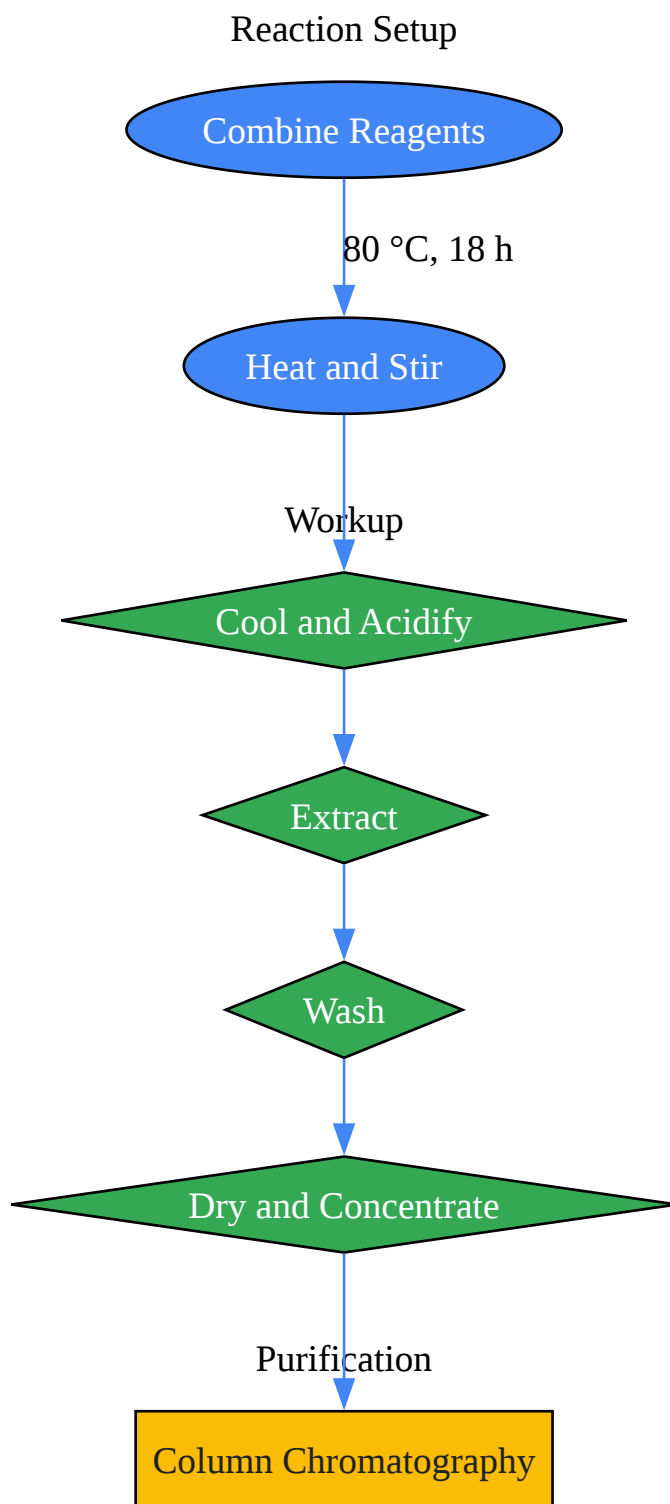 Reaction Setup
Combine Reagents
80 °C, 18 h
Heat and Stir
Workup
Cool and Acidify
Extract
Wash
Dry and Concentrate
Purification
Column Chromatography